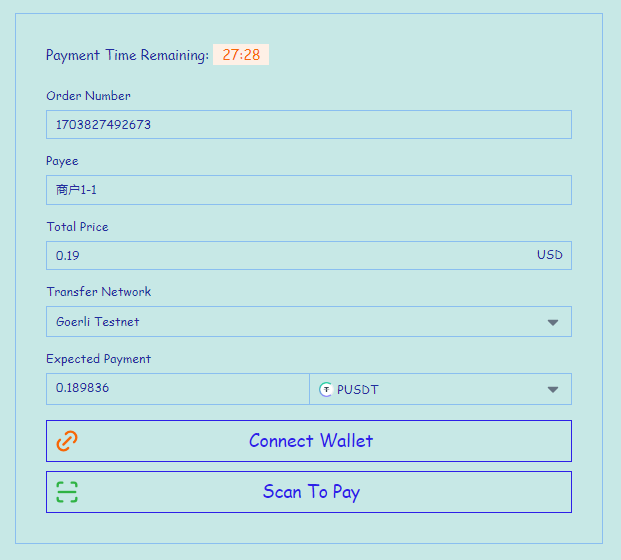 Payment Time Remaining: 27:28
Order Number
1703827492673
Payee
商户1-1
Total Price
0.19 USD
Transfer Network
Goerli Testnet
Expected Payment
0.189836 PUSDT
Connect Wallet
Scan To Pay